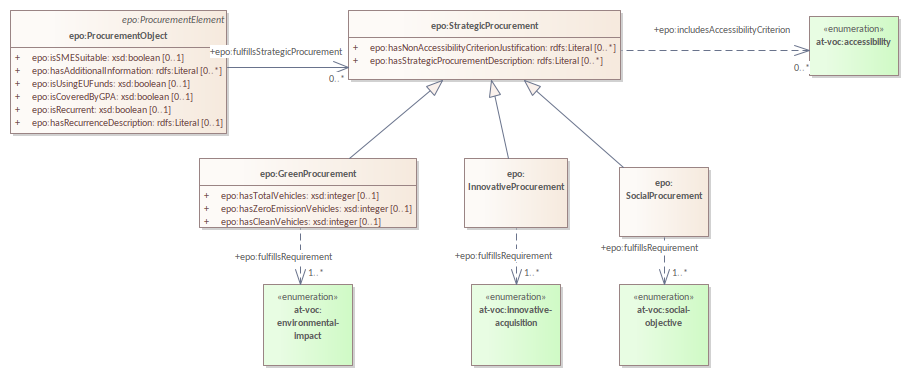 epo:ProcurementElement
epo:ProcurementObject
+ epo:isSMESuitable: xsd:boolean [0..1]
+ epo:hasAdditionalInformation: rdfs:Literal [0..*]
+ epo:isUsingEUFunds: xsd:boolean [0..1]
+ epo:isCoveredByGPA: xsd:boolean [0..1]
+ epo:isRecurrent: xsd:boolean [0..1]
+ epo:hasRecurrenceDescription: rdfs:Literal [0..1]
+epo:fulfillsStrategicProcurement
0..*
epo:StrategicProcurement
+ epo:hasNonAccessibilityCriterionJustification: rdfs:Literal [0..*]
+ epo:hasStrategicProcurementDescription: rdfs:Literal [0..*]
+epo:includesAccessibilityCriterion
0..*
«enumeration»
at-voc:accessibility
epo:GreenProcurement
+ epo:hasTotalVehicles: xsd:integer [0..1]
+ epo:hasZeroEmissionVehicles: xsd:integer [0..1]
+ epo:hasCleanVehicles: xsd:integer [0..1]
epo:
InnovativeProcurement
epo:
SocialProcurement
+epo:fulfillsRequirement
1..*
+epo:fulfillsRequirement
1..*
+epo:fulfillsRequirement
1..*
«enumeration»
at-voc:
environmental-
impact
«enumeration»
at-voc:innovative-
acquisition
«enumeration»
at-voc:social-
objective